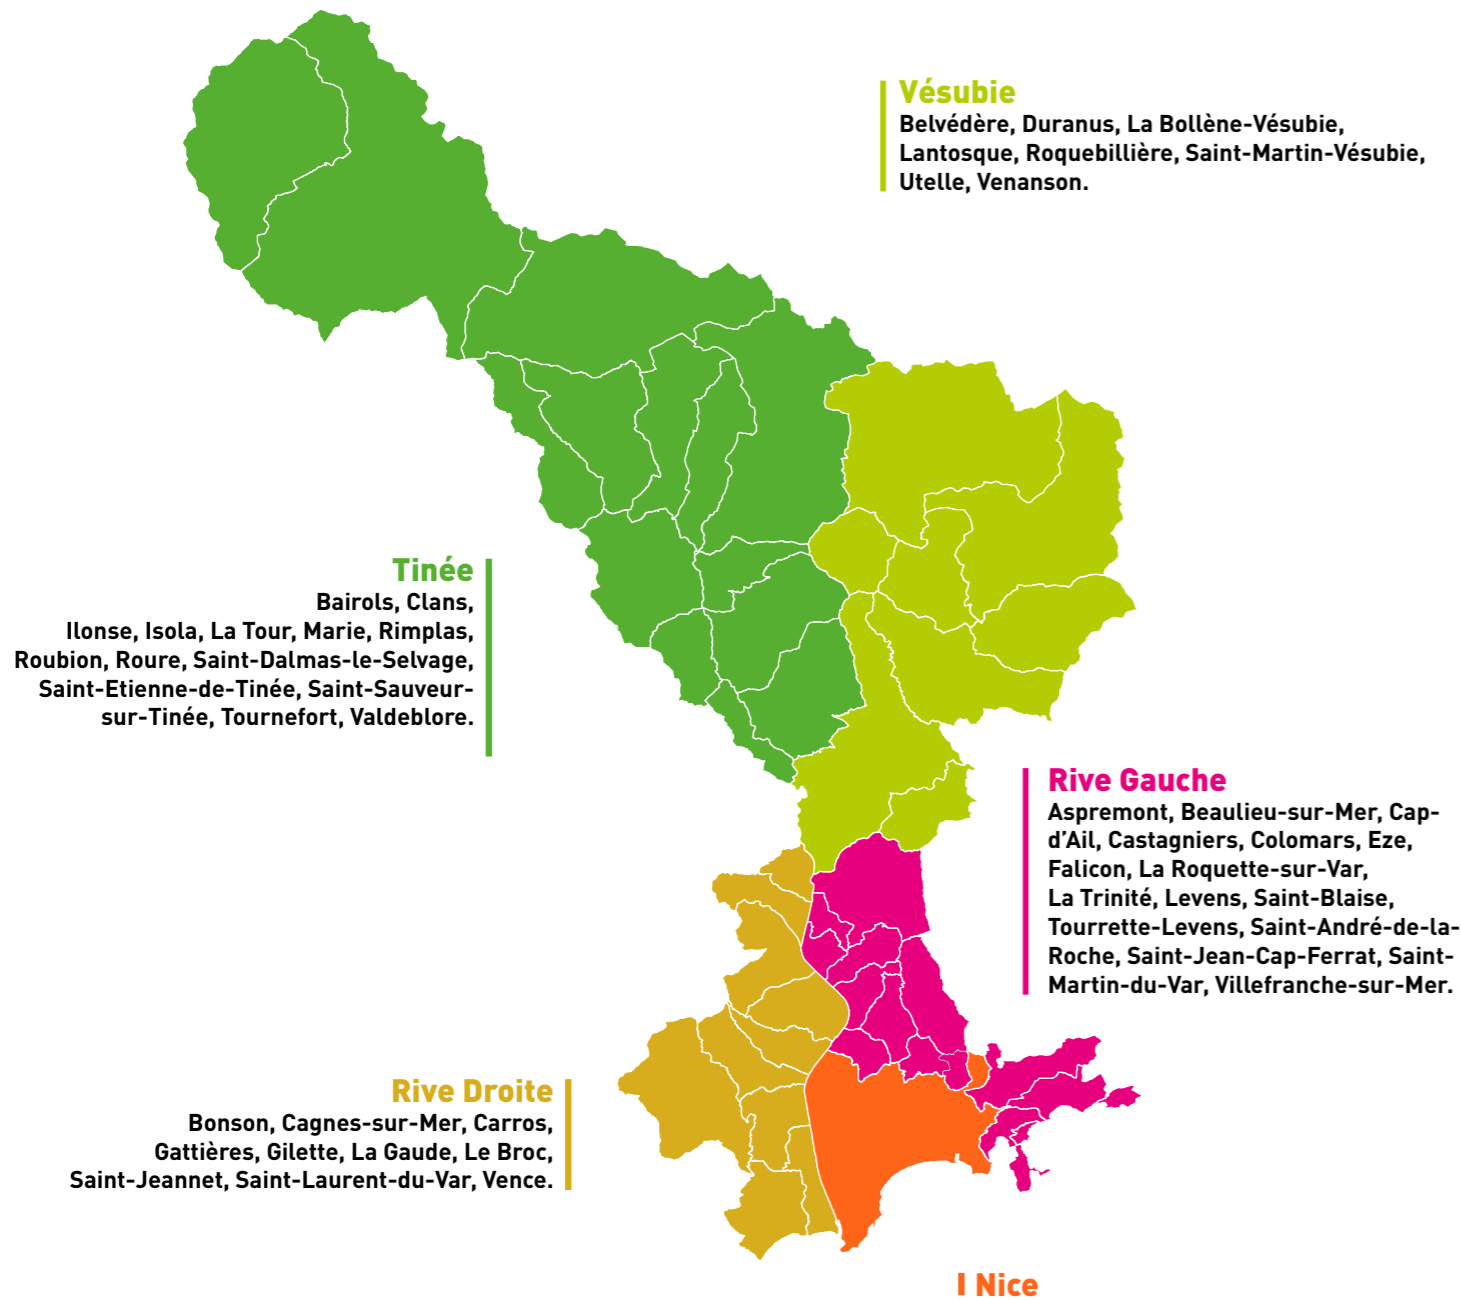 Vésubie
Belvédère, Duranus, La Bollène-Vésubie,
Lantosque, Roquebillière, Saint-Martin-Vésubie,
Utelle, Venanson.
Tinée
Bairols, Clans,
Ilonse, Isola, La Tour, Marie, Rimplas,
Roubion, Roure, Saint-Dalmas-le-Selvage,
Saint-Etienne-de-Tinée, Saint-Sauveur-
sur-Tinée, Tournefort, Valdeblore.
Rive Gauche
Aspremont, Beaulieu-sur-Mer, Cap-
d’Ail, Castagniers, Colomars, Eze,
Falicon, La Roquette-sur-Var,
La Trinité, Levens, Saint-Blaise,
Tourrette-Levens, Saint-André-de-la-
Roche, Saint-Jean-Cap-Ferrat, Saint-
Martin-du-Var, Villefranche-sur-Mer.
Rive Droite
Bonson, Cagnes-sur-Mer, Carros,
Gattières, Gilette, La Gaude, Le Broc,
Saint-Jeannet, Saint-Laurent-du-Var, Vence.
I Nice